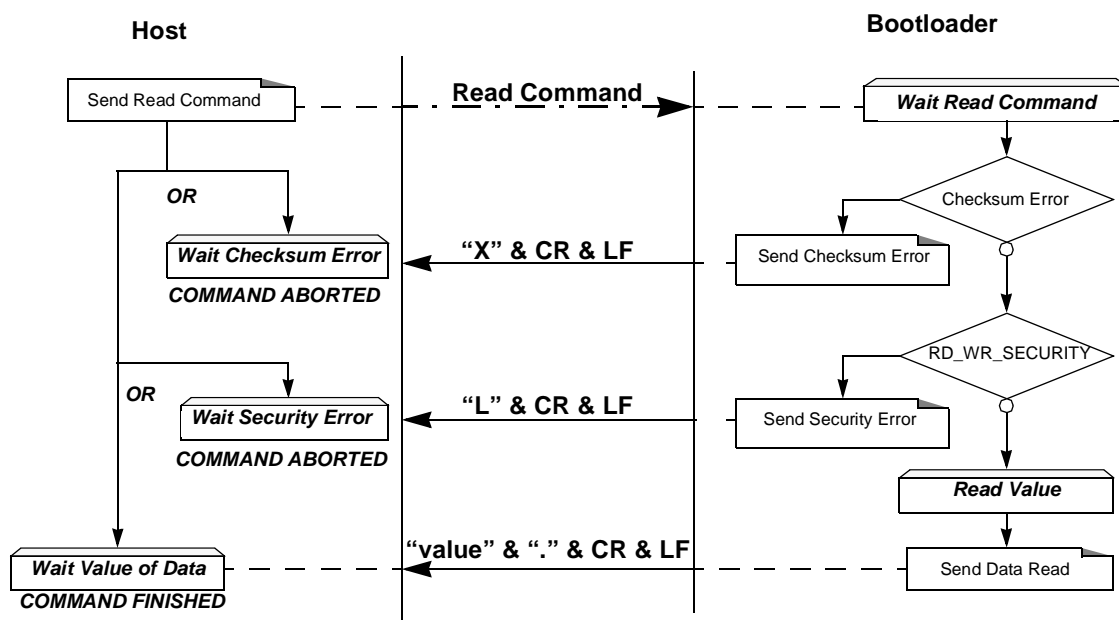 Host
Bootloader
Send Read Command
Read Command
Wait Read Command
OR
Checksum Error
Wait Checksum Error
“X” & CR & LF
Send Checksum Error
COMMAND ABORTED
RD_WR_SECURITY
OR
Wait Security Error
“L” & CR & LF
Send Security Error
COMMAND ABORTED
Read Value
“value” & “.” & CR & LF
Wait Value of Data
Send Data Read
COMMAND FINISHED